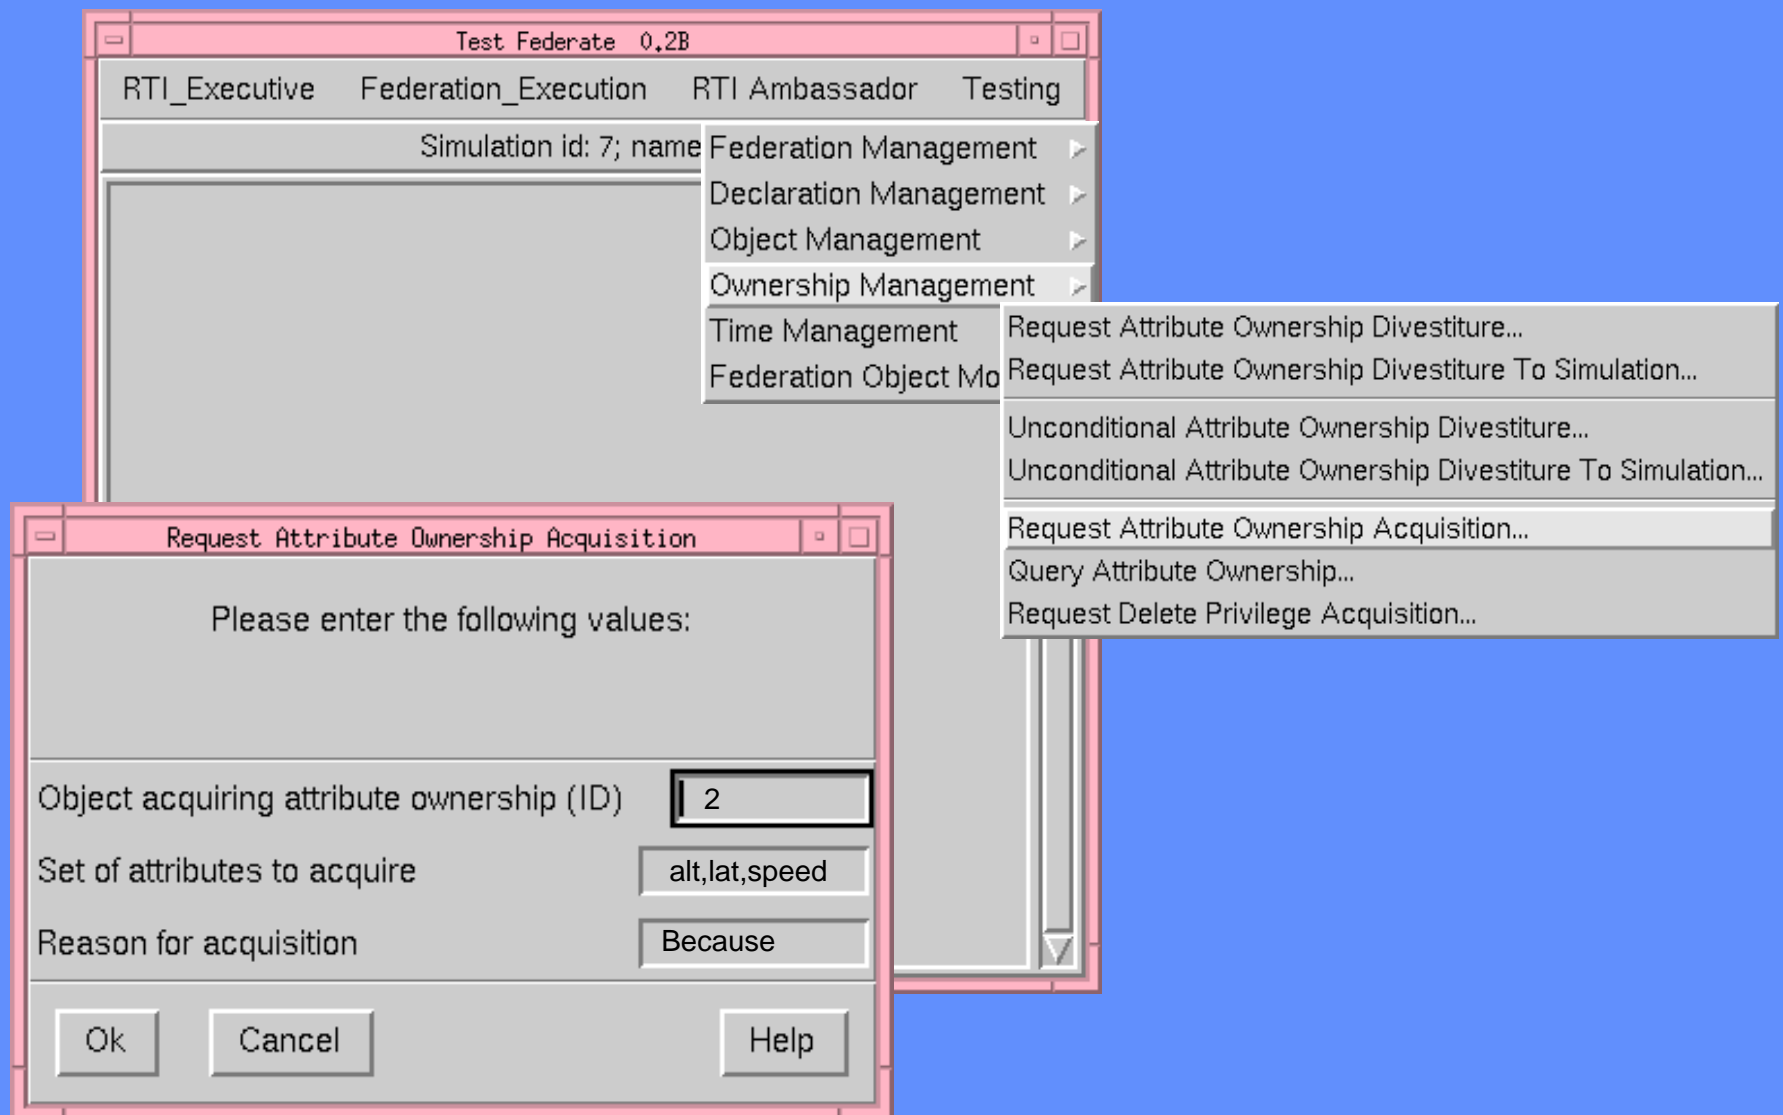 Test Federate 0.2B
RTI_Executive Federation_Execution RTI Ambassador Testing
Simulation id: 7; name
Federation Management
Declaration Management
Object Management
Ownership Management
Time Management
Federation Object Mo
Request Attribute Ownership Divestiture...
Request Attribute Ownership Divestiture To Simulation...
Unconditional Attribute Ownership Divestiture...
Unconditional Attribute Ownership Divestiture To Simulation...
Request Attribute Ownership Acquisition...
Query Attribute Ownership...
Request Delete Privilege Acquisition...
Request Attribute Ownership Acquisition
Please enter the following values:
Object acquiring attribute ownership (ID) 2
Set of attributes to acquire alt,lat,speed
Reason for acquisition Because
Ok Cancel Help